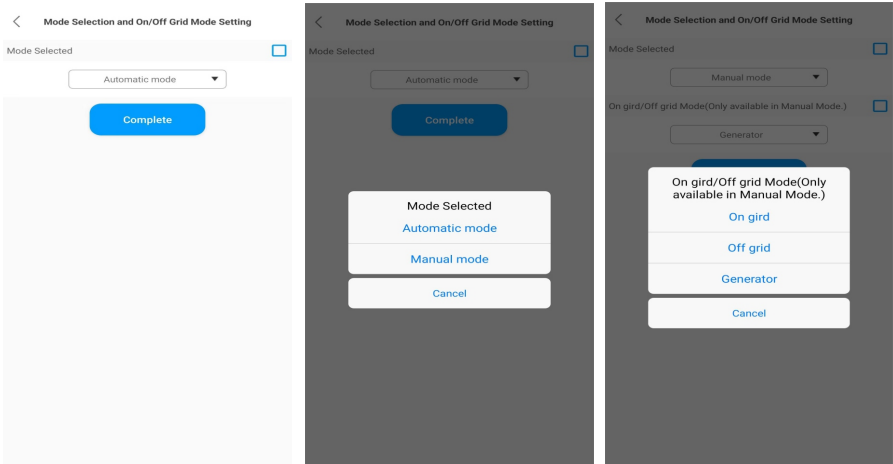 Mode Selection and On/Off Grid Mode Setting
Mode Selected
Automatic mode
Complete
Mode Selection and On/Off Grid Mode Setting
Mode Selected
Automatic mode
Complete
Mode Selected
Automatic mode
Manual mode
Cancel
Mode Selection and On/Off Grid Mode Setting
Mode Selected
Manual mode
On gird/Off grid Mode(Only available in Manual Mode.)
Generator
On gird/Off grid Mode(Only
available in Manual Mode.)
On gird
Off grid
Generator
Cancel